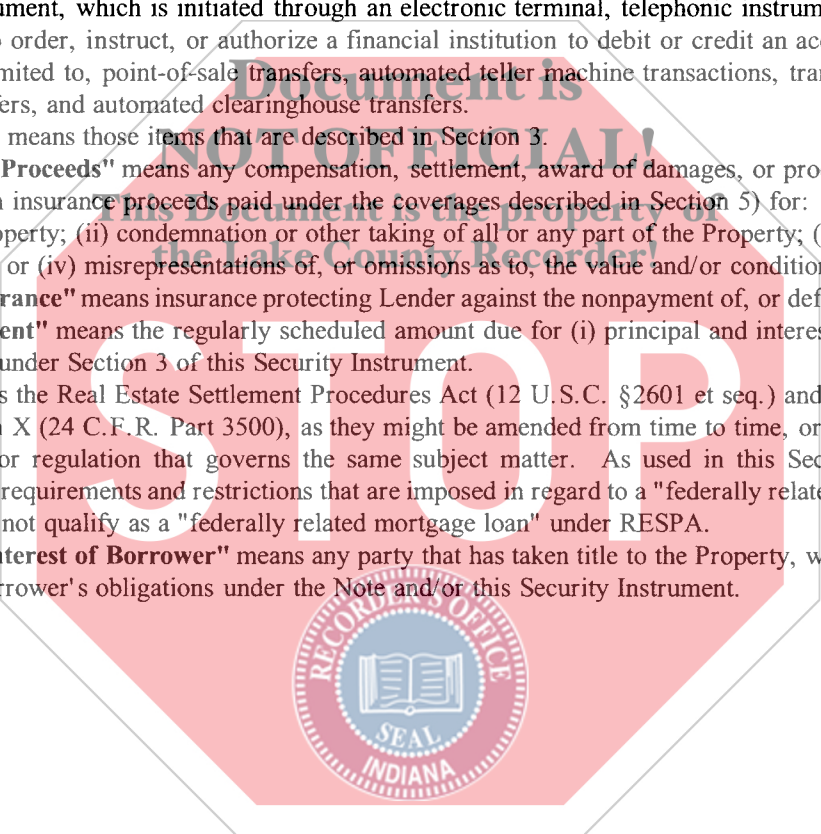 ument, which is initiated through an electronic terminal, telephonic instrum
order, instruct, or authorize a financial institution to debit or credit an ac
mited to, point-of-sale transfers, automated teller machine transactions, tran
fers, and automated clearinghouse transfers.
means those items that are described in Section 3.
Proceeds" means any compensation, settlement, award of damages, or pro
insurance proceeds paid under the coverages described in Section 5) for:
operty; (ii) condemnation or other taking of all or any part of the Property; (
or (iv) misrepresentations of, or omissions as to, the value and/or condition
rance" means insurance protecting Lender against the nonpayment of, or def
ent" means the regularly scheduled amount due for (i) principal and interes
under Section 3 of this Security Instrument.
s the Real Estate Settlement Procedures Act (12 U.S.C. §2601 et seq.) and
X (24 C.F.R. Part 3500), as they might be amended from time to time, or
or regulation that governs the same subject matter. As used in this Sec
requirements and restrictions that are imposed in regard to a "federally relate
not qualify as a "federally related mortgage loan" under RESPA.
terest of Borrower" means any party that has taken title to the Property, w
rrower's obligations under the Note and/or this Security Instrument.
Document is
NOT OFFICIAL!
This Document is the property of
the Lake County Recorder!
STOP
RECORDER'S OFFICE
SEAL
INDIANA